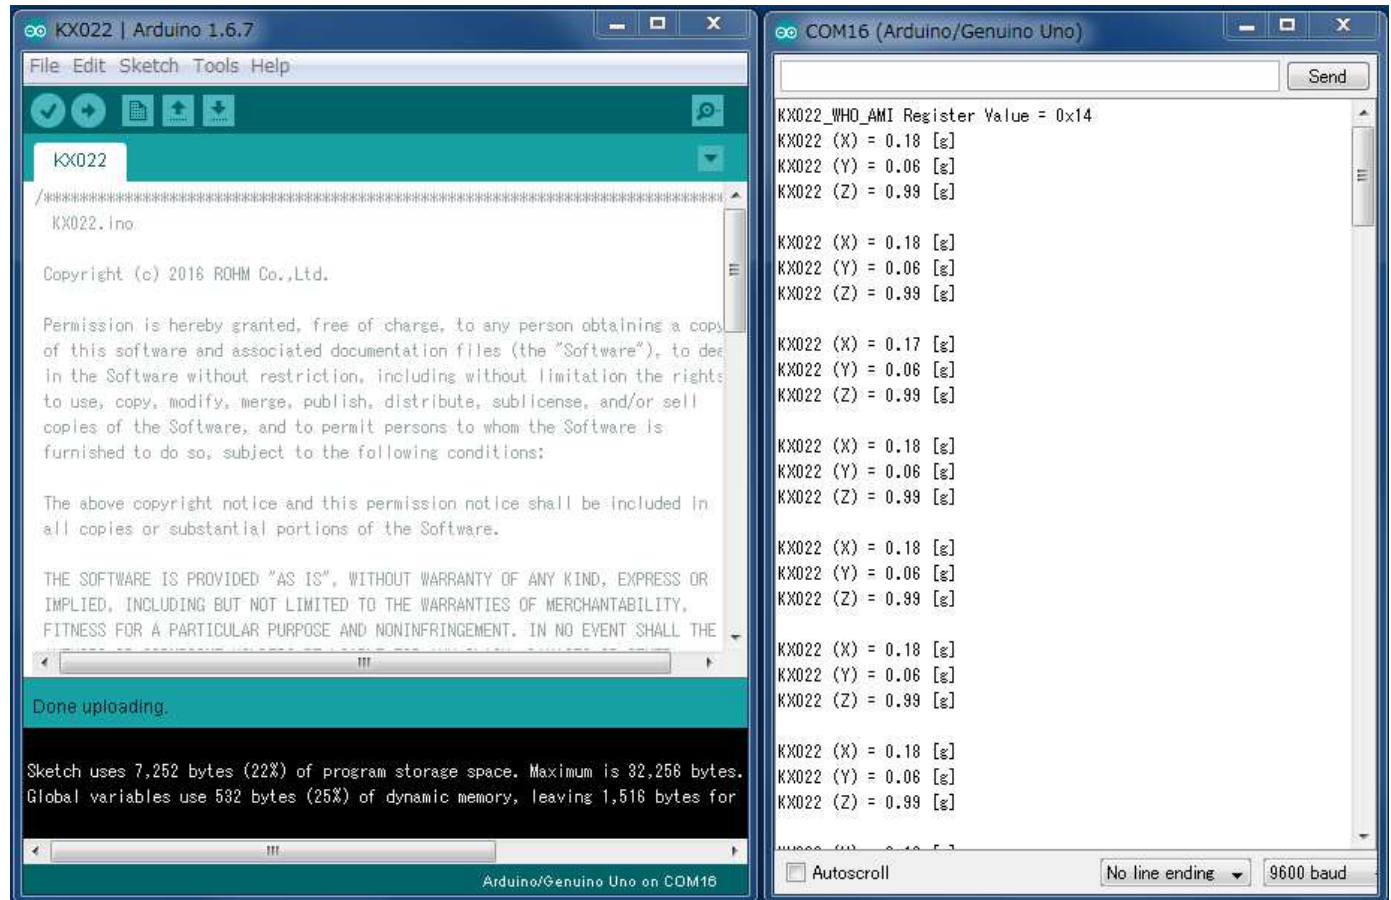 KX022 | Arduino 1.6.7
File Edit Sketch Tools Help
KX022
/****************************************************************************
KX022.ino
Copyright (c) 2016 ROHM Co.,Ltd.
Permission is hereby granted, free of charge, to any person obtaining a copy
of this software and associated documentation files (the "Software"), to dea
in the Software without restriction, including without limitation the rights
to use, copy, modify, merge, publish, distribute, sublicense, and/or sell
copies of the Software, and to permit persons to whom the Software is
furnished to do so, subject to the following conditions:
The above copyright notice and this permission notice shall be included in
all copies or substantial portions of the Software.
THE SOFTWARE IS PROVIDED "AS IS", WITHOUT WARRANTY OF ANY KIND, EXPRESS OR
IMPLIED, INCLUDING BUT NOT LIMITED TO THE WARRANTIES OF MERCHANTABILITY,
FITNESS FOR A PARTICULAR PURPOSE AND NONINFRINGEMENT. IN NO EVENT SHALL THE
Done uploading.
Sketch uses 7,252 bytes (22%) of program storage space. Maximum is 32,256 bytes.
Global variables use 532 bytes (25%) of dynamic memory, leaving 1,516 bytes for
Arduino/Genuino Uno on COM16
COM16 (Arduino/Genuino Uno)
Send
KX022_WHO_AMI Register Value = 0x14
KX022 (X) = 0.18 [g]
KX022 (Y) = 0.06 [g]
KX022 (Z) = 0.99 [g]
KX022 (X) = 0.18 [g]
KX022 (Y) = 0.06 [g]
KX022 (Z) = 0.99 [g]
KX022 (X) = 0.17 [g]
KX022 (Y) = 0.06 [g]
KX022 (Z) = 0.99 [g]
KX022 (X) = 0.18 [g]
KX022 (Y) = 0.06 [g]
KX022 (Z) = 0.99 [g]
KX022 (X) = 0.18 [g]
KX022 (Y) = 0.06 [g]
KX022 (Z) = 0.99 [g]
KX022 (X) = 0.18 [g]
KX022 (Y) = 0.06 [g]
KX022 (Z) = 0.99 [g]
KX022 (X) = 0.18 [g]
KX022 (Y) = 0.06 [g]
KX022 (Z) = 0.99 [g]
Autoscroll
No line ending
9600 baud